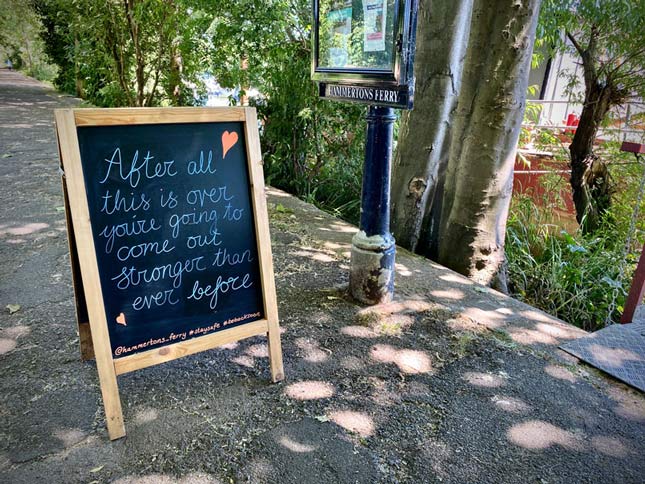 HAMMERTONS FERRY
After all
this is over
you're going to
come out
stronger than
ever before
@hammertons_ferry #staysafe #bebacksoon